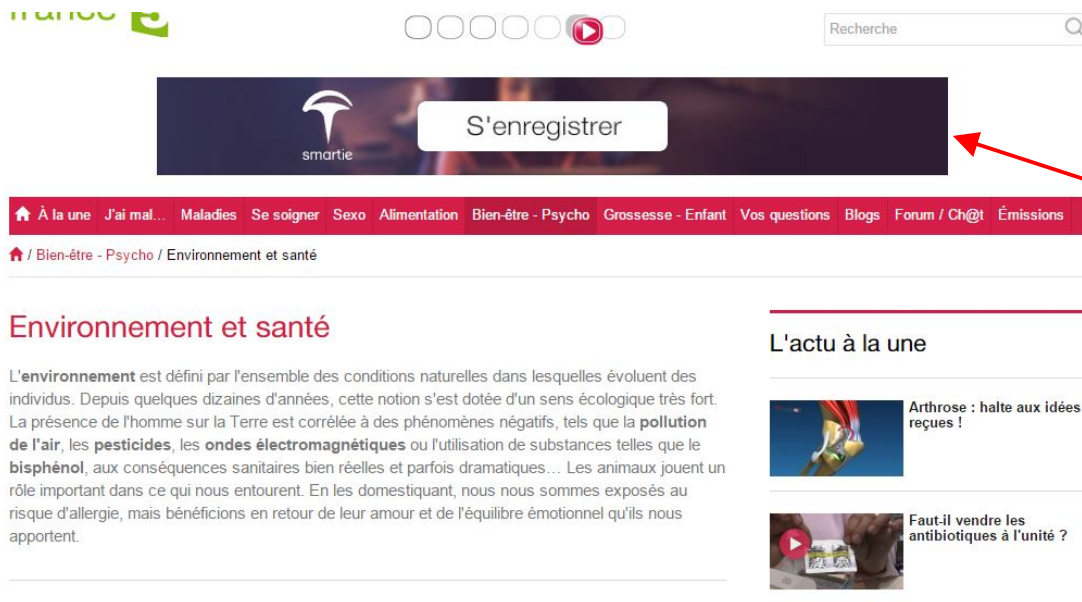 france 5
Recherche
S'enregistrer
smartie
À la une J'ai mal... Maladies Se soigner Sexo Alimentation Bien-être - Psycho Grossesse - Enfant Vos questions Blogs Forum / Ch@t Émissions
/ Bien-être - Psycho / Environnement et santé
Environnement et santé
L'environnement est défini par l'ensemble des conditions naturelles dans lesquelles évoluent des
individus. Depuis quelques dizaines d'années, cette notion s'est dotée d'un sens écologique très fort.
La présence de l'homme sur la Terre est corrélée à des phénomènes négatifs, tels que la pollution
de l'air, les pesticides, les ondes électromagnétiques ou l'utilisation de substances telles que le
bisphénol, aux conséquences sanitaires bien réelles et parfois dramatiques… Les animaux jouent un
rôle important dans ce qui nous entourent. En les domestiquant, nous nous sommes exposés au
risque d'allergie, mais bénéficions en retour de leur amour et de l'équilibre émotionnel qu'ils nous
apportent.
L'actu à la une
Arthrose : halte aux idées
reçues !
Faut-il vendre les
antibiotiques à l'unité ?